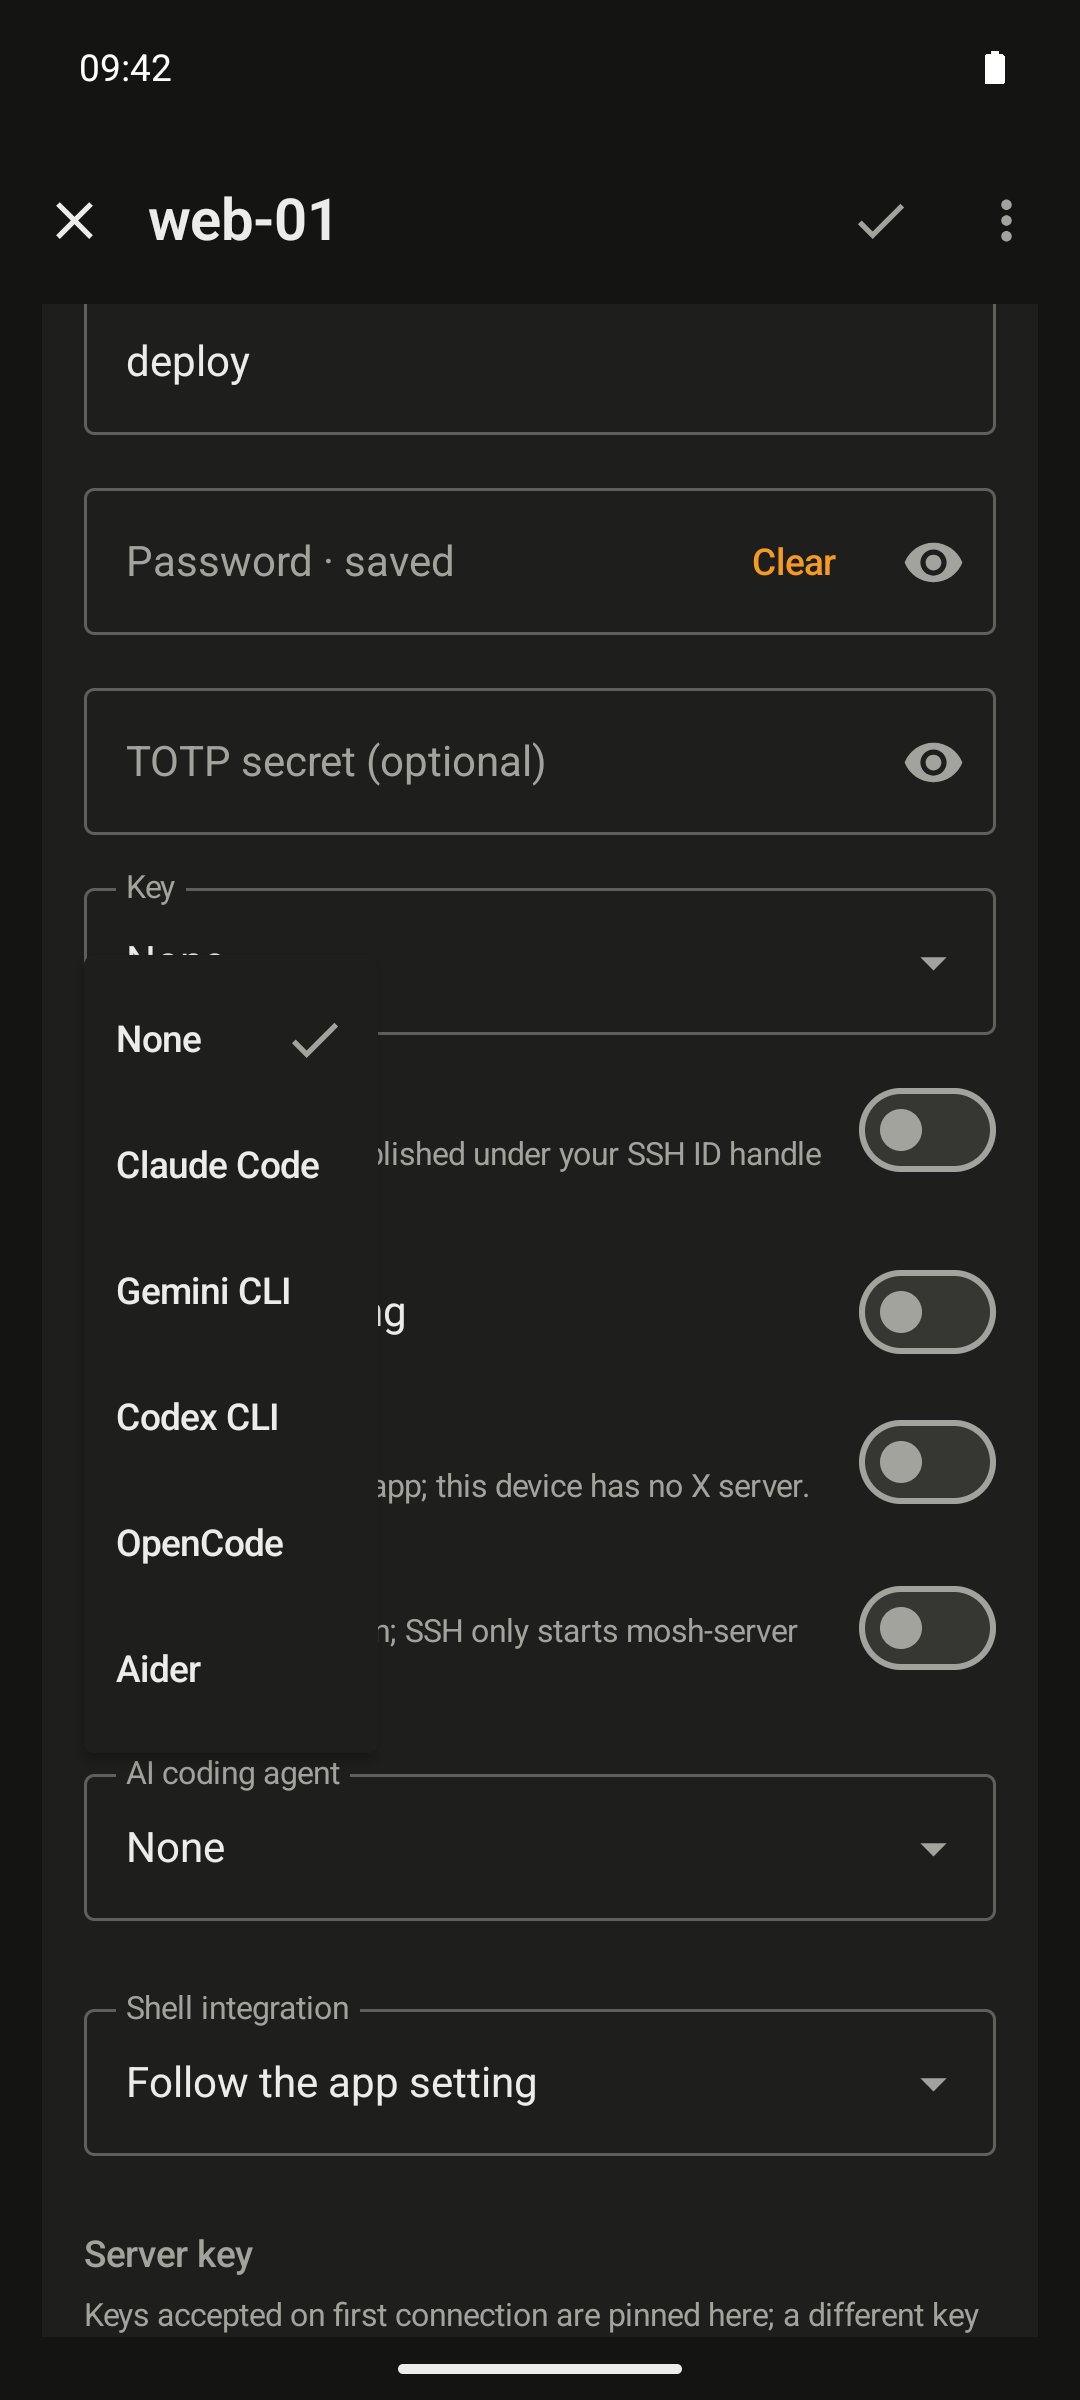 09:42
web-01
deploy
Password · saved
Clear
TOTP secret (optional)
Key
None
None
Claude Code
blished under your SSH ID handle
Gemini CLI
ng
Codex CLI
app; this device has no X server.
OpenCode
n; SSH only starts mosh-server
Aider
AI coding agent
None
Shell integration
Follow the app setting
Server key
Keys accepted on first connection are pinned here; a different key